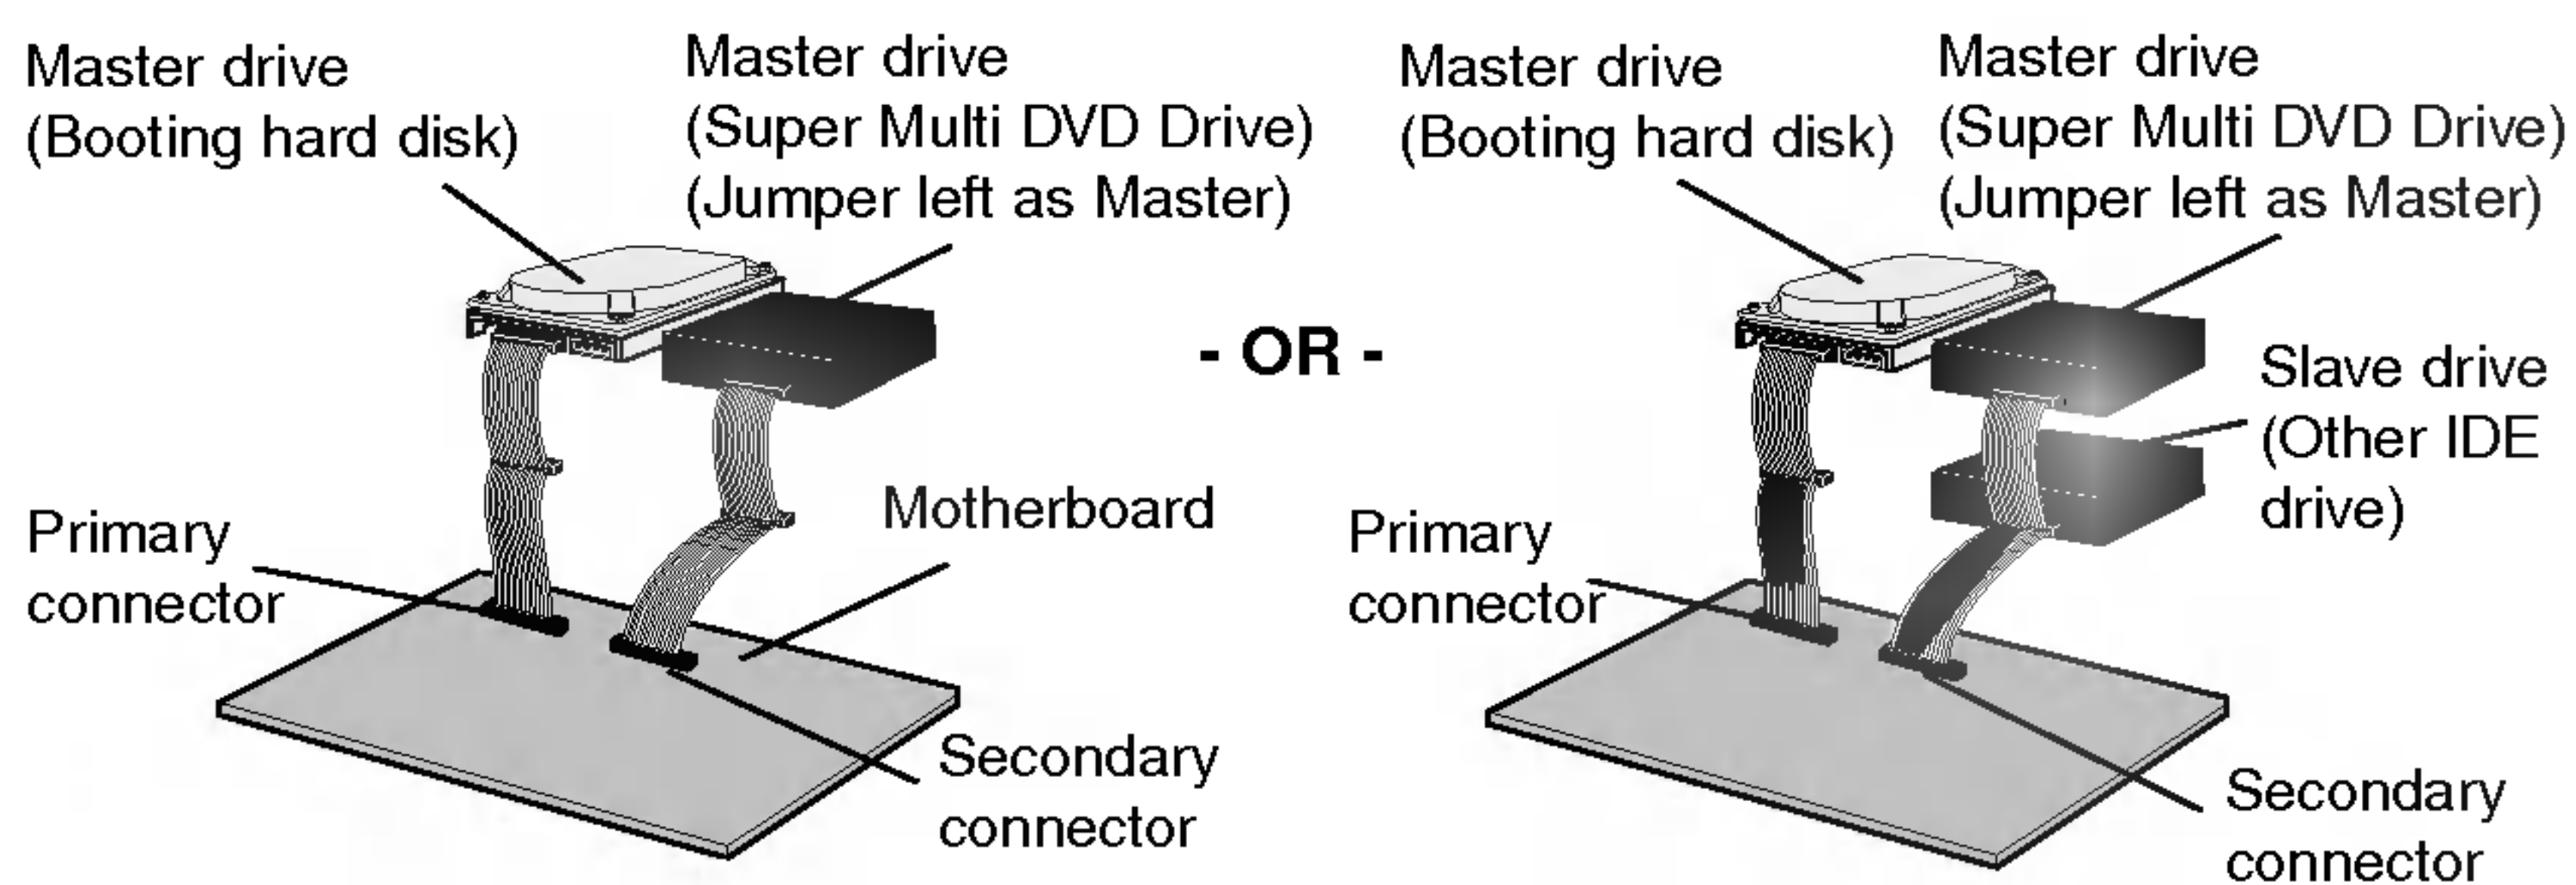 Master drive
(Booting hard disk)
Master drive
(Super Multi DVD Drive)
(Jumper left as Master)
Primary
connector
Motherboard
Secondary
connector
- OR -
Master drive
(Booting hard disk)
Master drive
(Super Multi DVD Drive)
(Jumper left as Master)
Slave drive
(Other IDE
drive)
Primary
connector
Secondary
connector